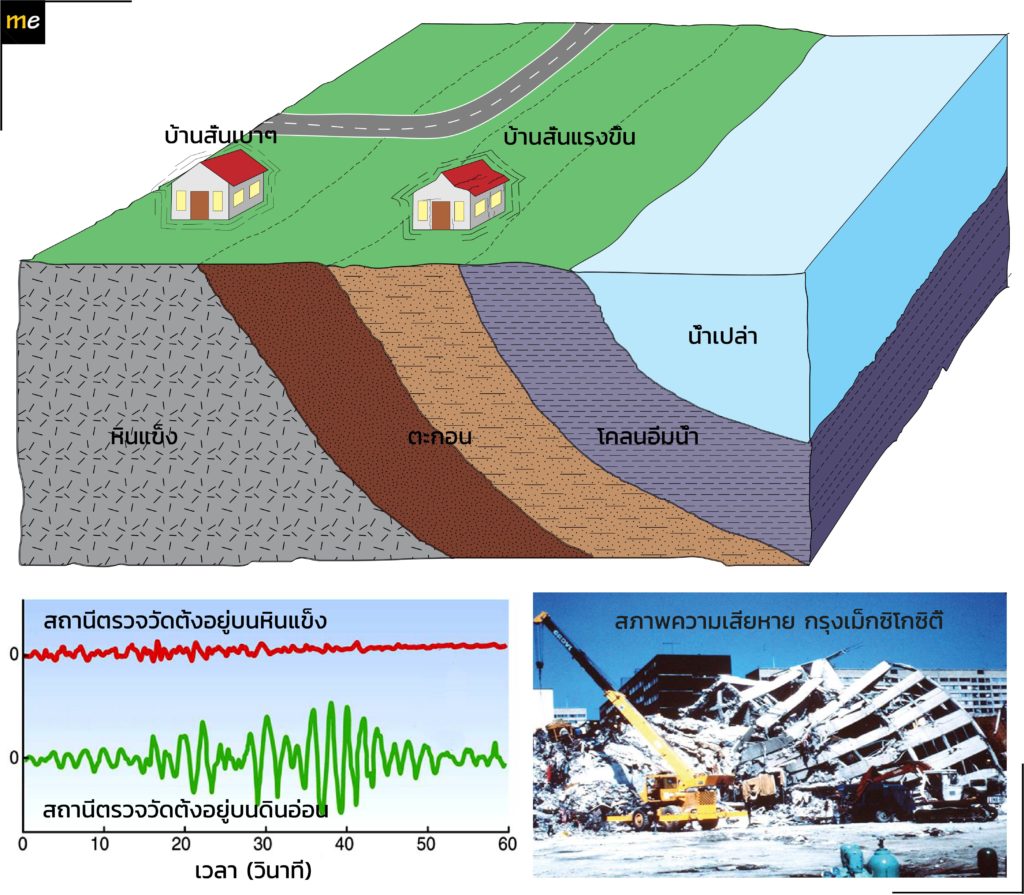 me
บ้านสั่นเบาๆ
บ้านสั่นแรงขึ้น
น้ำเปล่า
หินแข็ง
ตะกอน
โคลนอิ่มน้ำ
สถานีตรวจวัดตั้งอยู่บนหินแข็ง
0
0
สถานีตรวจวัดตั้งอยู่บนดินอ่อน
0 10 20 30 40 50 60
เวลา (วินาที)
สภาพความเสียหาย กรุงเม็กซิโกซิตี้